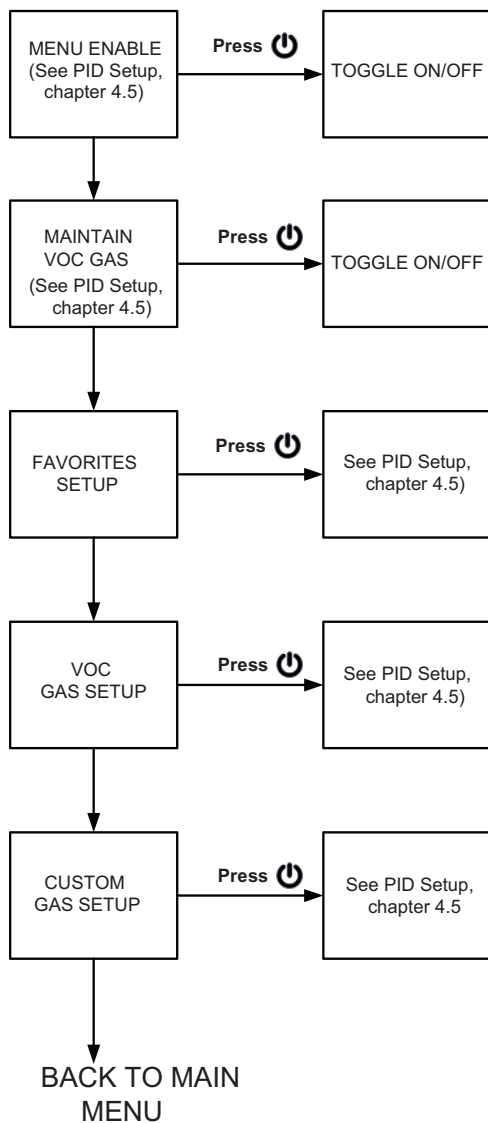 MENU ENABLE
(See PID Setup,
chapter 4.5)
Press
TOGGLE ON/OFF
MAINTAIN
VOC GAS
(See PID Setup,
chapter 4.5)
Press
TOGGLE ON/OFF
FAVORITES
SETUP
Press
See PID Setup,
chapter 4.5)
VOC
GAS SETUP
Press
See PID Setup,
chapter 4.5)
CUSTOM
GAS SETUP
Press
See PID Setup,
chapter 4.5
BACK TO MAIN
MENU